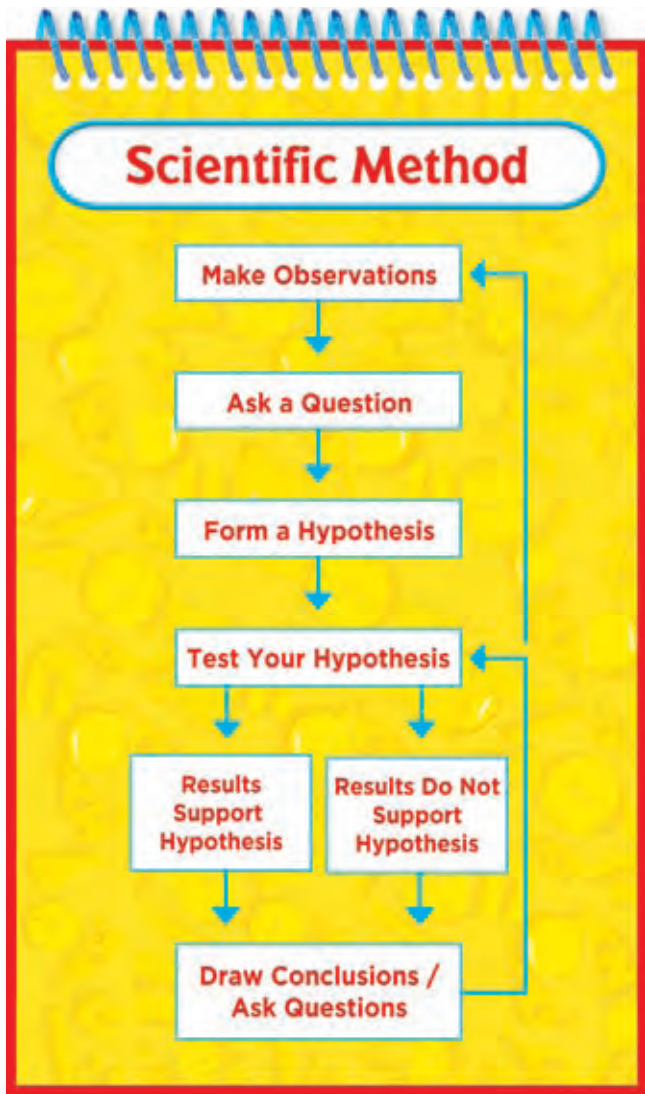 Scientific Method
Make Observations
Ask a Question
Form a Hypothesis
Test Your Hypothesis
Results
Support
Hypothesis
Results Do Not
Support
Hypothesis
Draw Conclusions /
Ask Questions